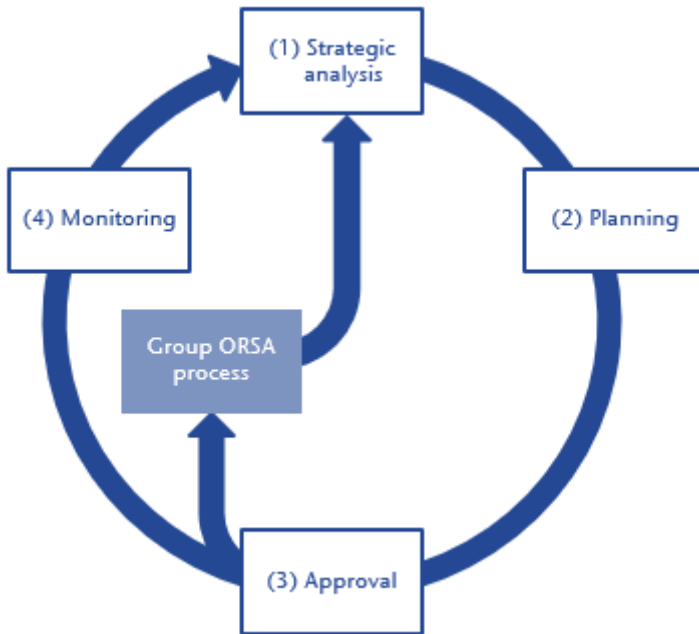 (1) Strategic
analysis
(2) Planning
(4) Monitoring
Group ORSA
process
(3) Approval